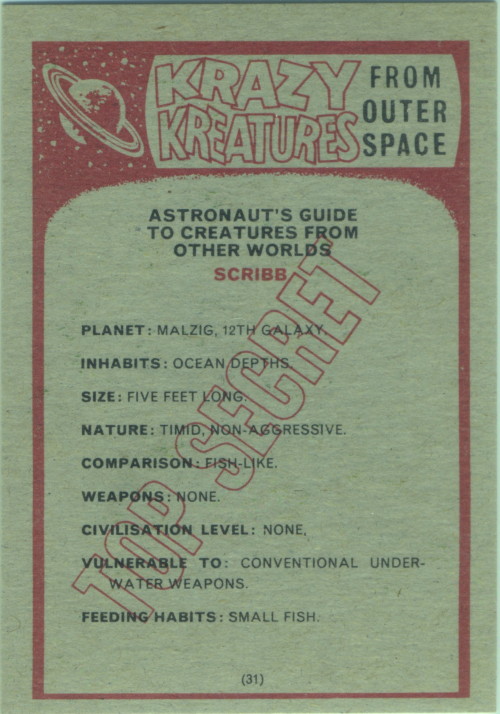 KRAZY
KREATURES
FROM
OUTER
SPACE
ASTRONAUT'S GUIDE
TO CREATURES FROM
OTHER WORLDS
SCRIBB
PLANET: MALZIG, 12TH GALAXY.
INHABITS: OCEAN DEPTHS.
SIZE: FIVE FEET LONG.
NATURE: TIMID, NON-AGGRESSIVE.
COMPARISON: FISH-LIKE.
WEAPONS: NONE.
CIVILISATION LEVEL: NONE,
VULNERABLE TO: CONVENTIONAL UNDER-
WATER WEAPONS.
FEEDING HABITS: SMALL FISH.
TOP SECRET
(31)